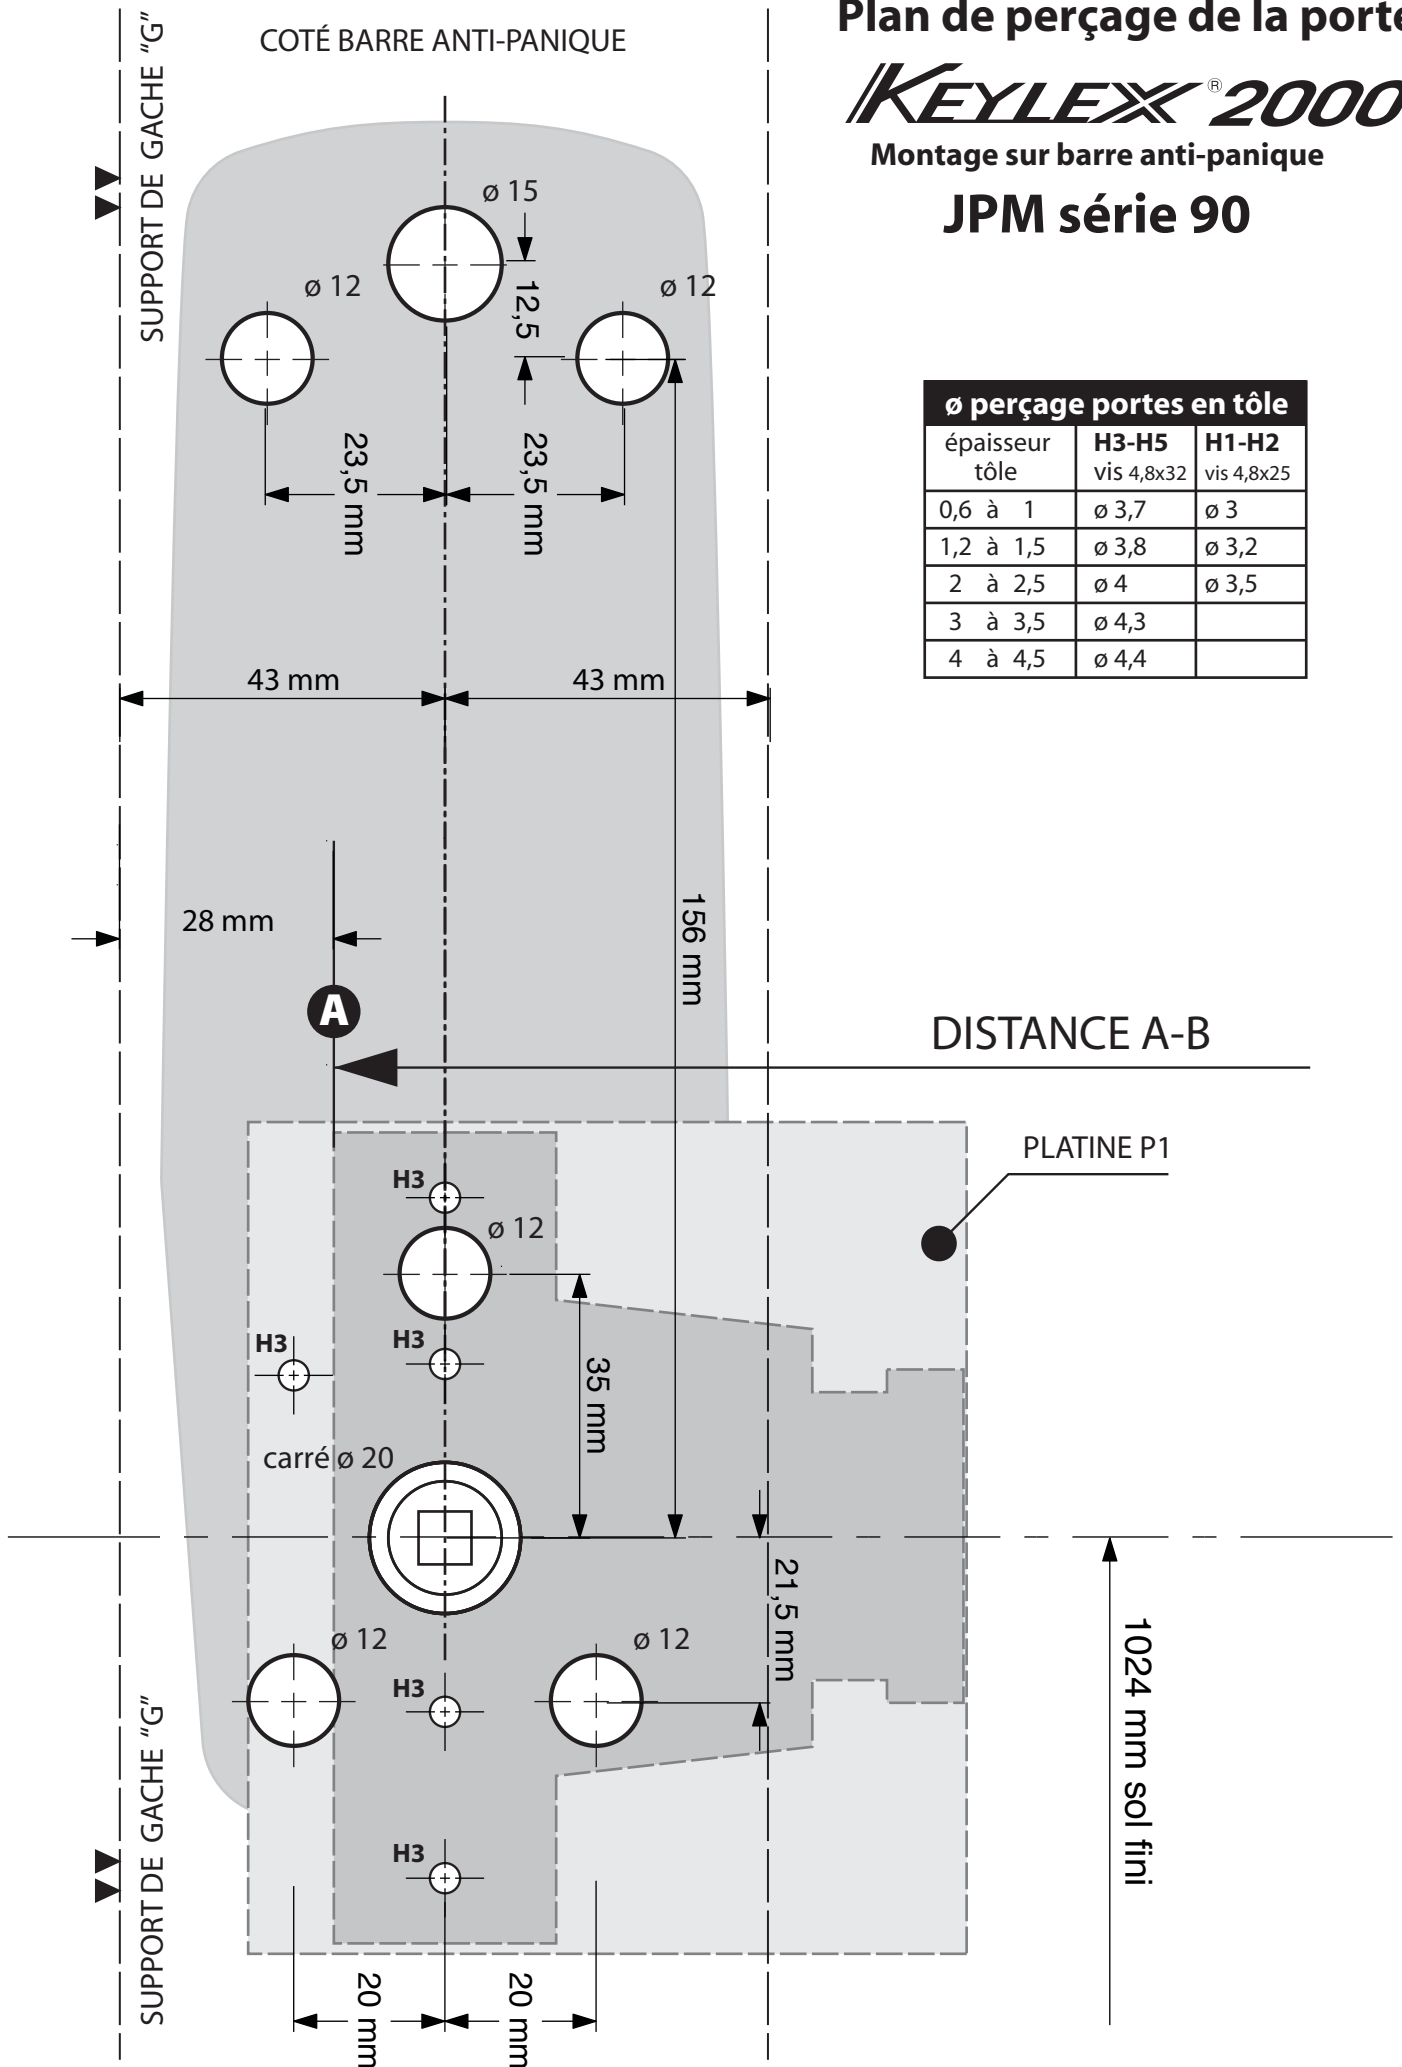 Plan de perçage de la porte
COTÉ BARRE ANTI-PANIQUE
KEYLEX ® 2000
Montage sur barre anti-panique
JPM série 90
SUPPORT DE GACHE "G"
ø 15
12,5
ø 12
ø 12
23,5 mm
23,5 mm
ø perçage portes en tôle
épaisseur tôle H3-H5 vis 4,8x32 H1-H2 vis 4,8x25
0,6 à 1 ø 3,7 ø 3
1,2 à 1,5 ø 3,8 ø 3,2
2 à 2,5 ø 4 ø 3,5
3 à 3,5 ø 4,3
4 à 4,5 ø 4,4
43 mm
43 mm
28 mm
156 mm
A
DISTANCE A-B
PLATINE P1
H3
ø 12
H3
H3
35 mm
carré ø 20
21,5 mm
ø 12
ø 12
H3
1024 mm sol fini
H3
SUPPORT DE GACHE "G"
20 mm
20 mm